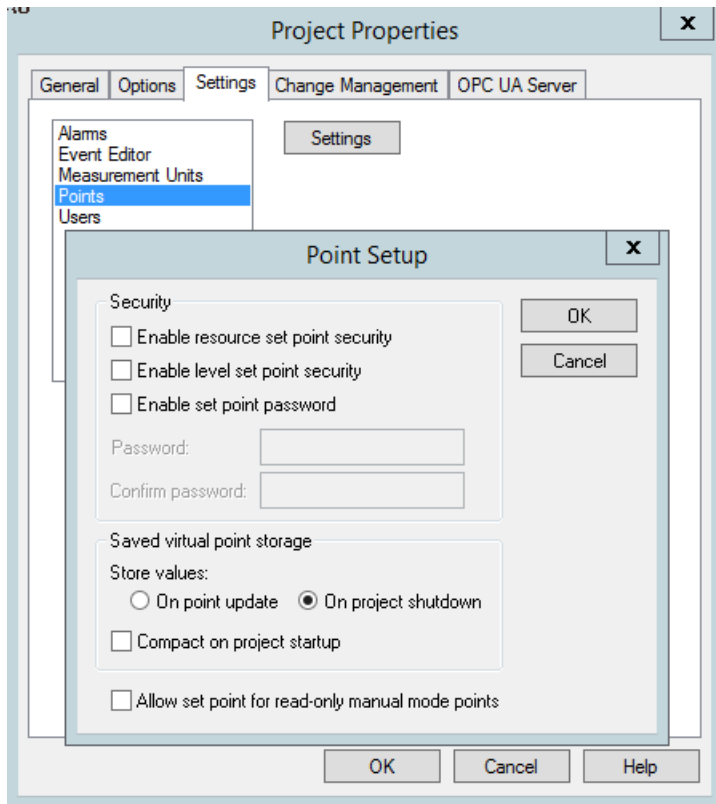 Project Properties
x
General
Options
Settings
Change Management
OPC UA Server
Alarms
Event Editor
Measurement Units
Points
Users
Settings
Point Setup
x
Security
Enable resource set point security
Enable level set point security
Enable set point password
Password:
Confirm password:
OK
Cancel
Saved virtual point storage
Store values:
On point update
On project shutdown
Compact on project startup
Allow set point for read-only manual mode points
OK
Cancel
Help